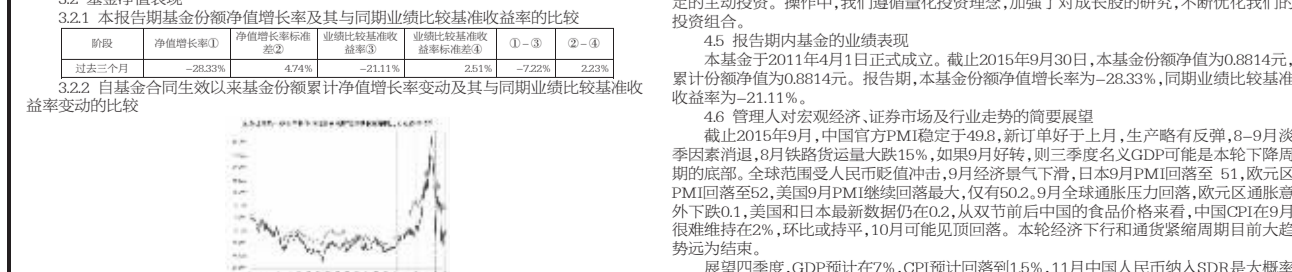 3.2 基金净值表现
3.2.1 本报告期基金份额净值增长率及其与同期业绩比较基准收益率的比较
阶段 净值增长率① 净值增长率标准差② 业绩比较基准收益率③ 业绩比较基准收益率标准差④ ①-③ ②-④
过去三个月 -28.33% 4.74% -21.11% 2.51% -7.22% 2.23%
3.2.2 自基金合同生效以来基金份额累计净值增长率变动及其与同期业绩比较基准收
益率变动的比较
定的主动投资。操作中,我们遵循量化投资理念,加强了对成长股的研究,不断优化我们的
投资组合。
4.5 报告期内基金的业绩表现
本基金于2011年4月1日正式成立。截止2015年9月30日,本基金份额净值为0.8814元,
累计份额净值为0.8814元。报告期,本基金份额净值增长率为-28.33%,同期业绩比较基准
收益率为-21.11%。
4.6 管理人对宏观经济、证券市场及行业走势的简要展望
截止2015年9月,中国官方PMI稳定于49.8,新订单好于上月,生产略有反弹,8-9月淡
季因素消退,8月铁路货运量大跌15%,如果9月好转,则三季度名义GDP可能是本轮下降周
期的底部。全球范围受人民币贬值冲击,9月经济景气下滑,日本9月PMI回落至 51,欧元区
PMI回落至52,美国9月PMI继续回落最大,仅有50.2。9月全球通胀压力回落,欧元区通胀意
外下跌0.1,美国和日本最新数据仍在0.2,从双节前后中国的食品价格来看,中国CPI在9月
很难维持在2%,环比或持平,10月可能见顶回落。本轮经济下行和通货紧缩周期目前大趋
势远为结束。
展望四季度,GDP预计在7%,CPI预计回落到1.5%,11月中国人民币纳入SDR是大概率